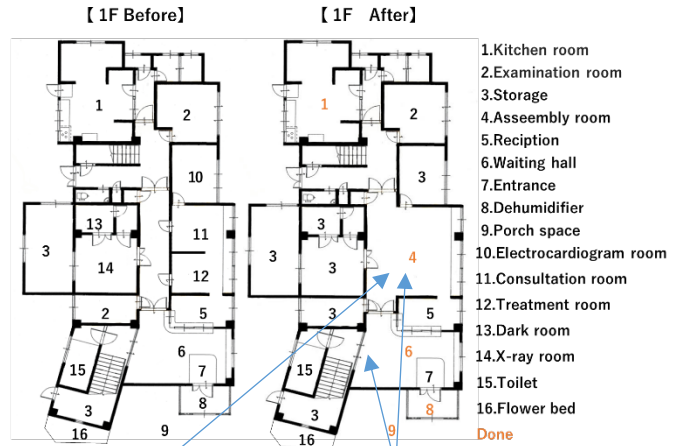 【 1F Before】 【 1F After】
1 2 10 13 11 3 14 12 2 5 6 15 7 8 3 16 9
1 2 3 3 3 4 3 3 5 6 15 7 8 3 16 9
1.Kitchen room
2.Examination room
3.Storage
4.Asseembly room
5.Reciption
6.Waiting hall
7.Entrance
8.Dehumidifier
9.Porch space
10.Electrocardiogram room
11.Consultation room
12.Treatment room
13.Dark room
14.X-ray room
15.Toilet
16.Flower bed
Done